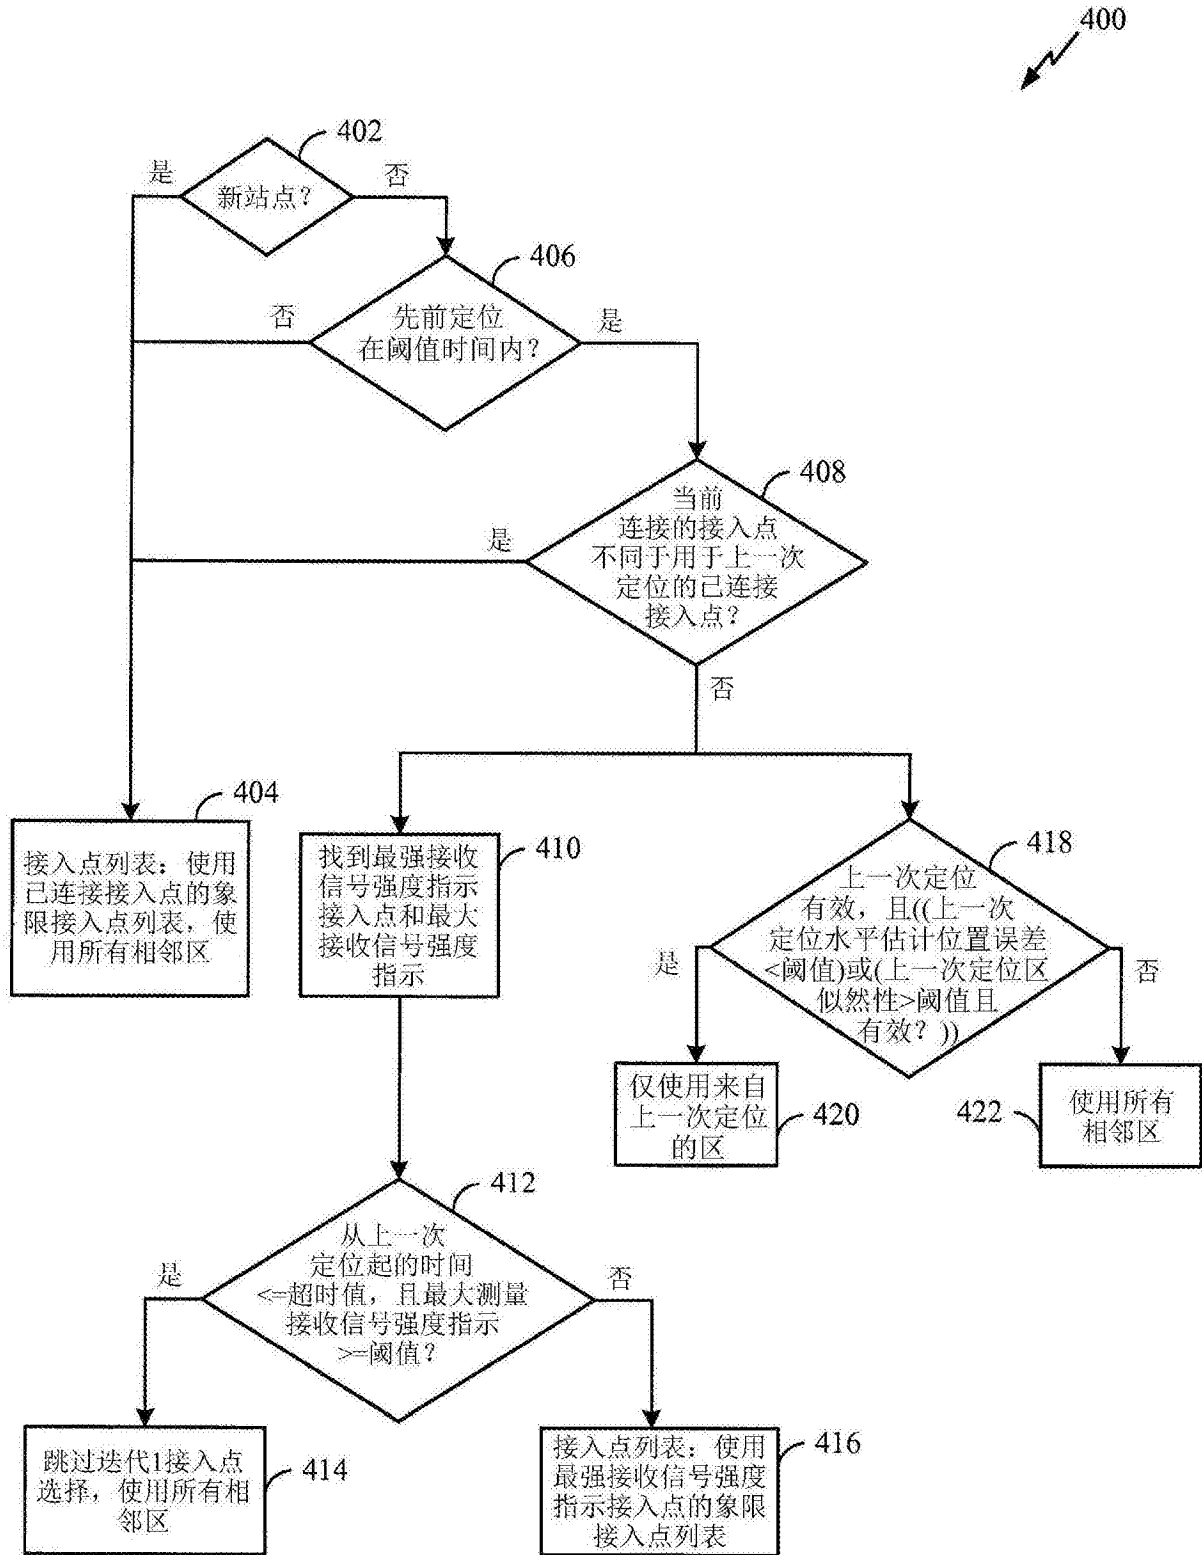 400
402
是
否
新站点？
406
否
先前定位
在阈值时间内？
是
408
是
当前
连接的接入点
不同于用于上一次
定位的已连接
接入点？
否
404
接入点列表：使用
已连接接入点的象
限接入点列表，使
用所有相邻区
410
找到最强接收
信号强度指示
接入点和最大
接收信号强度
指示
418
上一次定位
有效，且((上一次
定位水平估计位置误差
<阈值)或(上一次定位区
似然性>阈值且
有效？))
是
否
仅使用来自
上一次定位
的区
420
422
使用所有
相邻区
412
从上一次
定位起的时间
<=超时值，且最大测量
接收信号强度指示
>=阈值？
是
否
跳过迭代1接入点
选择，使用所有相
邻区
414
接入点列表：使用
最强接收信号强度
指示接入点的象限
接入点列表
416